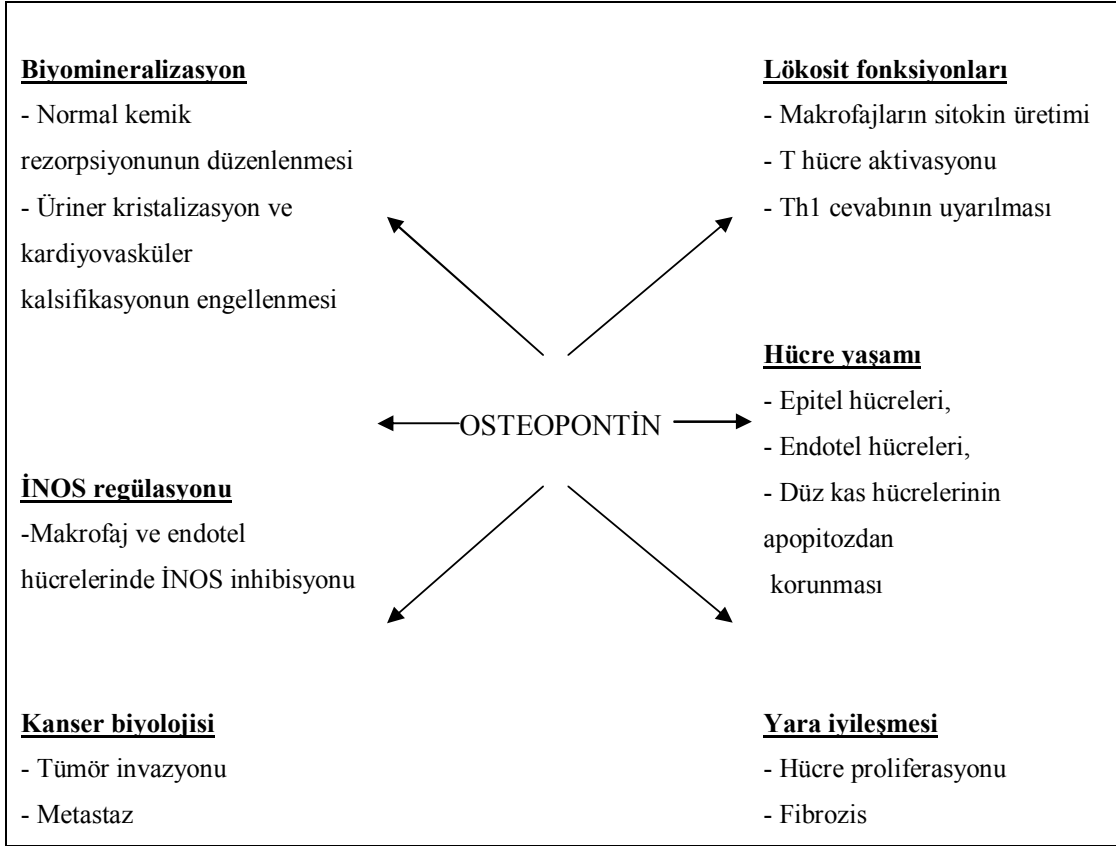 Biyomineralizasyon
- Normal kemik
rezorpsiyonunun düzenlenmesi
- Üriner kristalizasyon ve
kardiyovasküler
kalsifikasyonun engellenmesi
Lökosit fonksiyonları
- Makrofajların sitokin üretimi
- T hücre aktivasyonu
- Th1 cevabının uyarılması
OSTEOPONTİN
Hücre yaşamı
- Epitel hücreleri,
- Endotel hücreleri,
- Düz kas hücrelerinin
apopitozdan
korunması
İNOS regülasyonu
-Makrofaj ve endotel
hücrelerinde İNOS inhibisyonu
Kanser biyolojisi
- Tümör invazyonu
- Metastaz
Yara iyileşmesi
- Hücre proliferasyonu
- Fibrozis